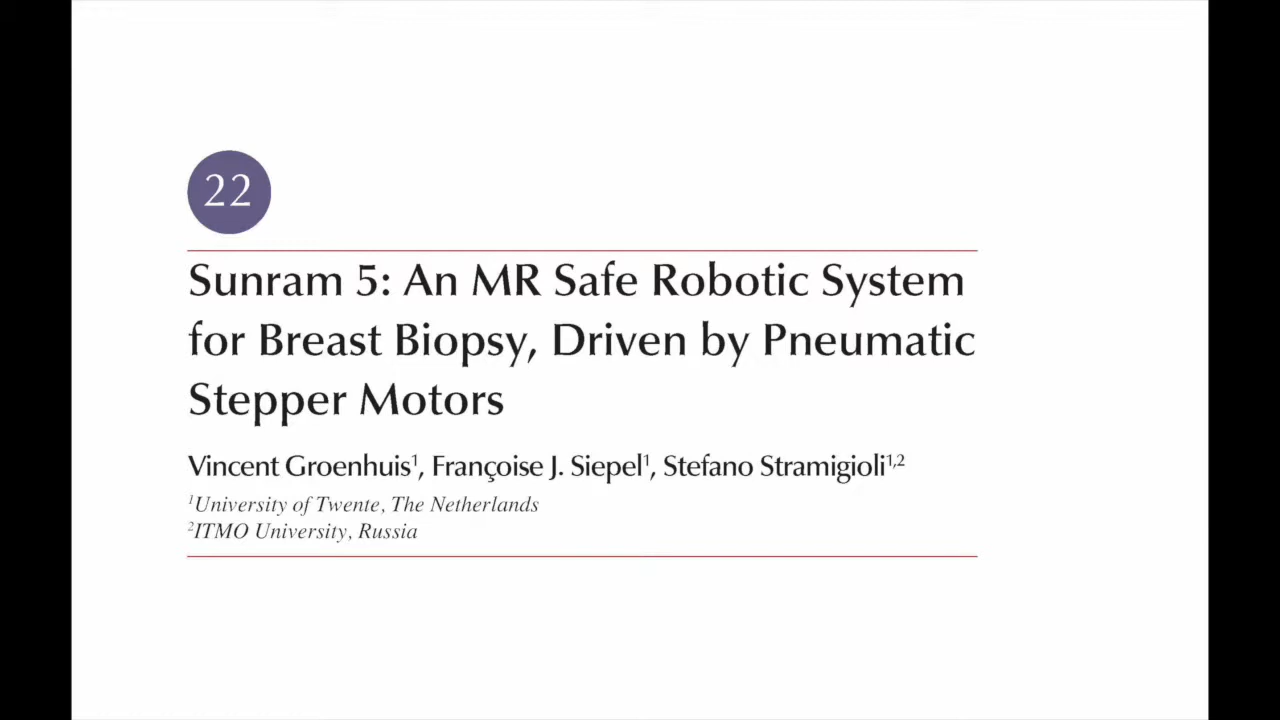 22
Sunram 5: An MR Safe Robotic System
for Breast Biopsy, Driven by Pneumatic
Stepper Motors
Vincent Groenhuis¹, Françoise J. Siepel¹, Stefano Stramigioli¹,²
¹University of Twente, The Netherlands
²ITMO University, Russia